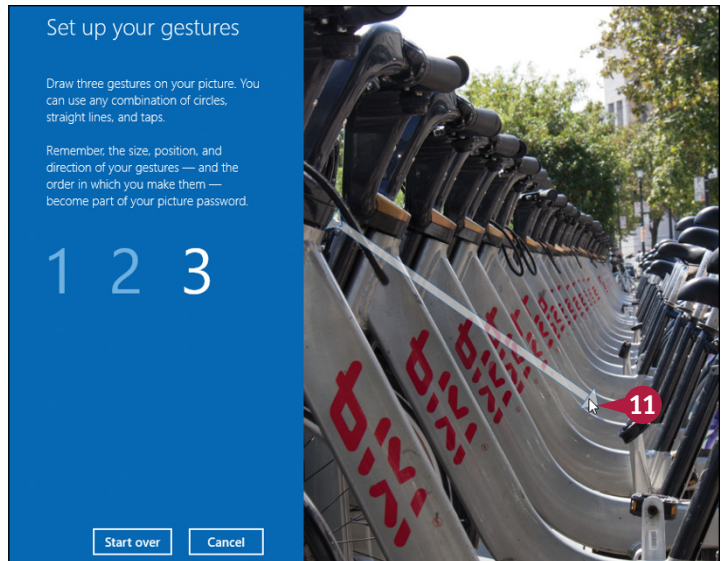 Set up your gestures
Draw three gestures on your picture. You
can use any combination of circles,
straight lines, and taps.
Remember, the size, position, and
direction of your gestures — and the
order in which you make them —
become part of your picture password.
1 2 3
11
Start over Cancel